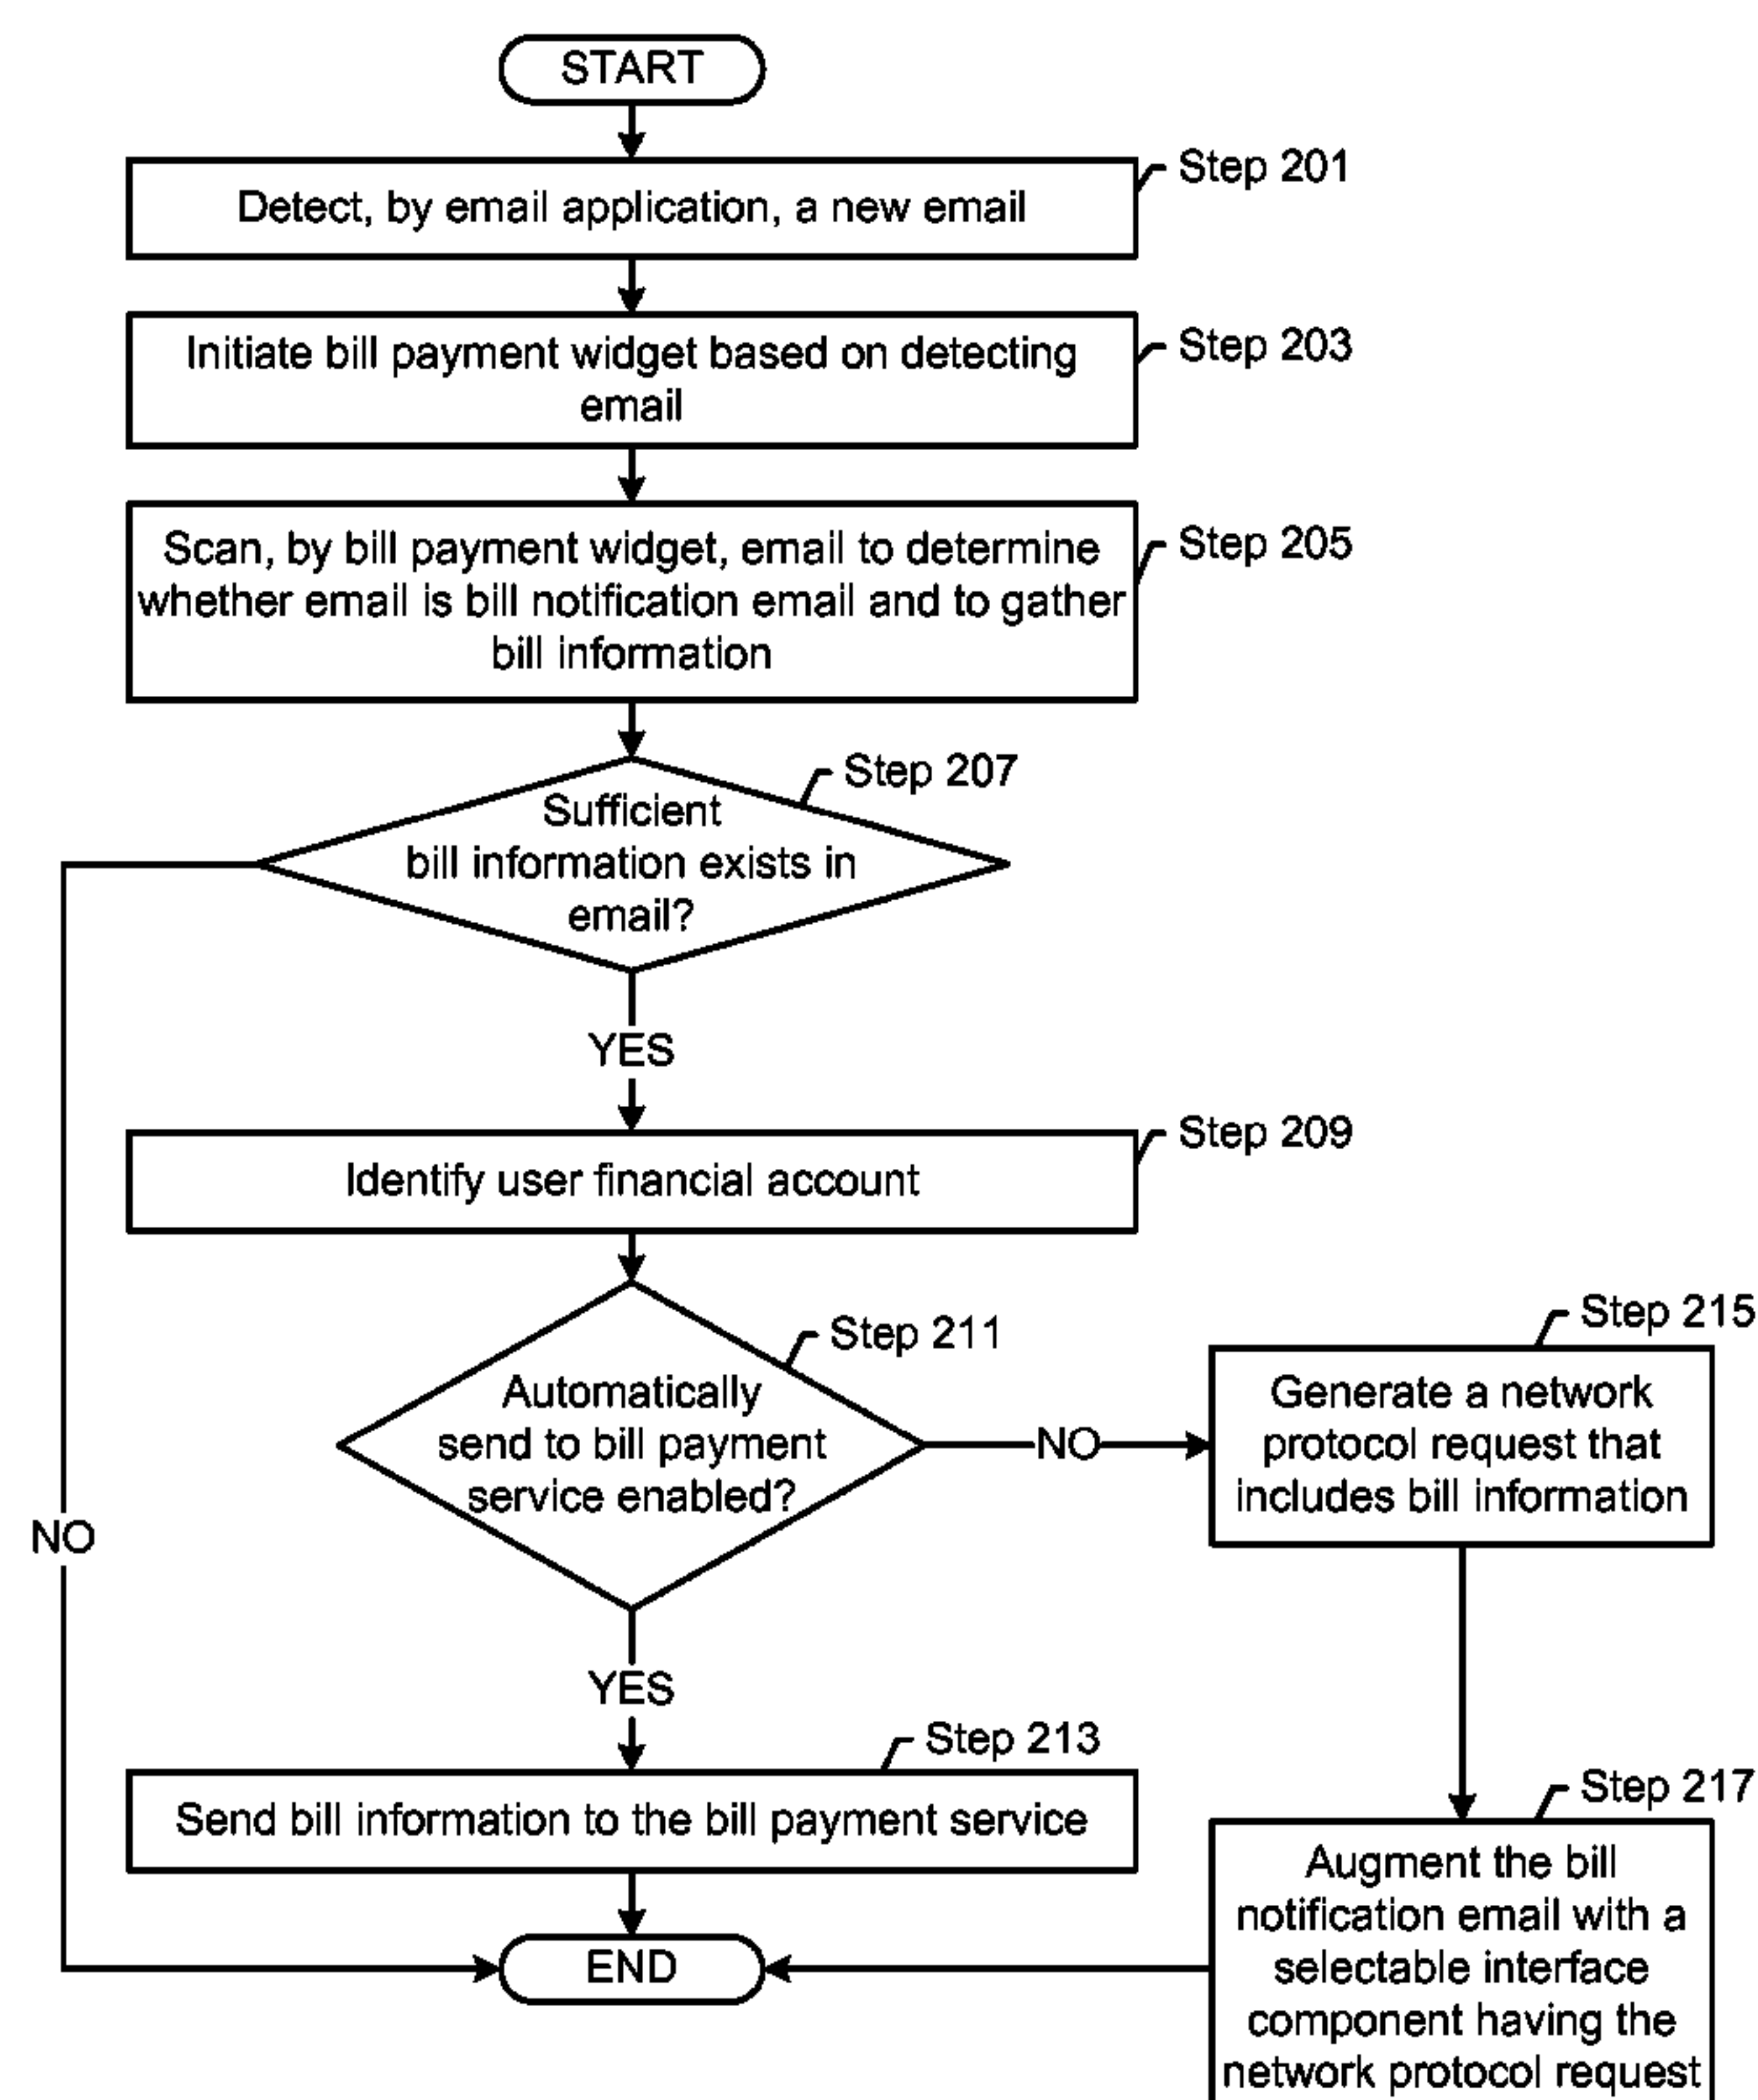 START
Step 201
Detect, by email application, a new email
Step 203
Initiate bill payment widget based on detecting
email
Step 205
Scan, by bill payment widget, email to determine
whether email is bill notification email and to gather
bill information
Step 207
Sufficient
bill information exists in
email?
YES
Step 209
Identify user financial account
Step 211
Automatically
send to bill payment
service enabled?
NO
Step 215
Generate a network
protocol request that
includes bill information
NO
YES
Step 213
Send bill information to the bill payment service
Step 217
Augment the bill
notification email with a
selectable interface
component having the
network protocol request
END